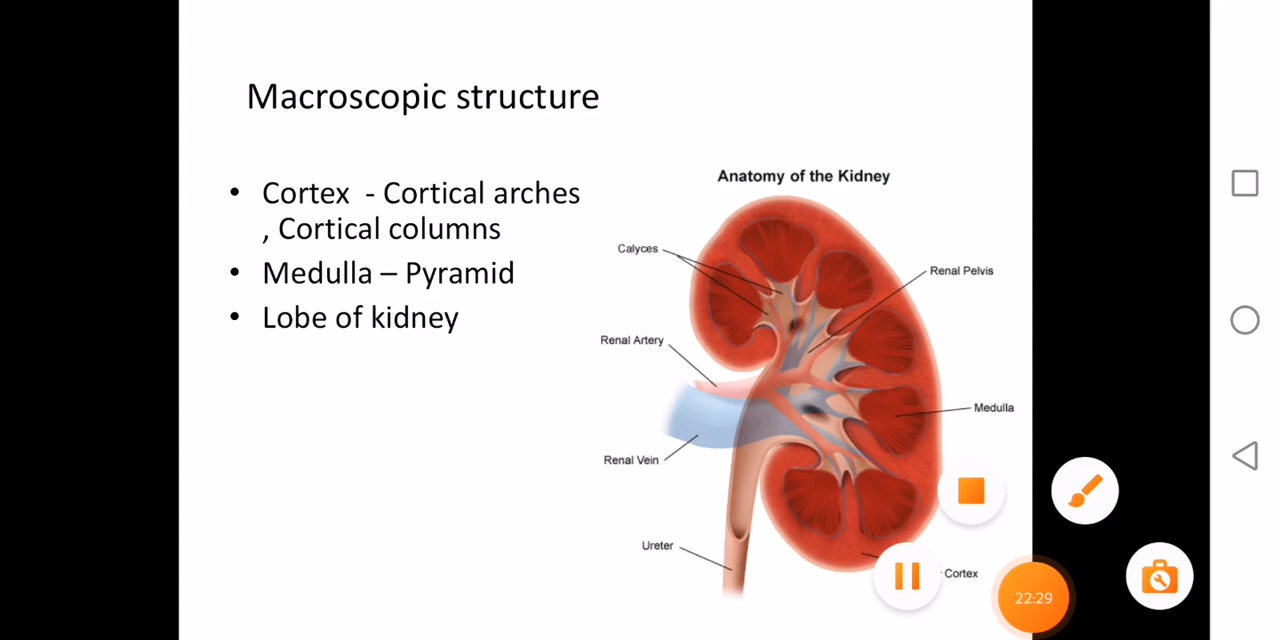 Macroscopic structure
• Cortex - Cortical arches
, Cortical columns
• Medulla – Pyramid
• Lobe of kidney
Anatomy of the Kidney
Calyces
Renal Pelvis
Renal Artery
Medulla
Renal Vein
Ureter
Cortex
22:29